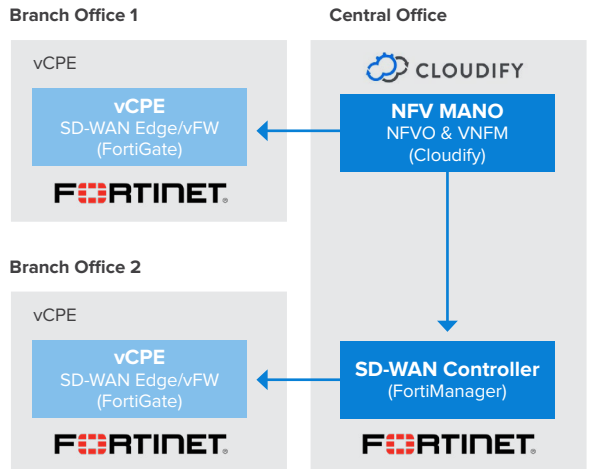 Branch Office 1
vCPE
vCPE
SD-WAN Edge/vFW
(FortiGate)
FORTINET®
Central Office
CLOUDIFY
NFV MANO
NFVO & VNFM
(Cloudify)
Branch Office 2
vCPE
vCPE
SD-WAN Edge/vFW
(FortiGate)
FORTINET®
SD-WAN Controller
(FortiManager)
FORTINET®